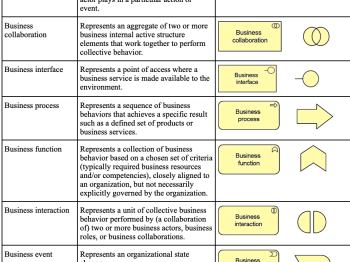 actor plays in a particular action or
event.
Business
collaboration
Represents an aggregate of two or more
business internal active structure
elements that work together to perform
collective behavior.
Business
collaboration
Business interface
Represents a point of access where a
business service is made available to the
environment.
Business
interface
Business process
Represents a sequence of business
behaviors that achieves a specific result
such as a defined set of products or
business services.
Business
process
Business function
Represents a collection of business
behavior based on a chosen set of criteria
(typically required business resources
and/or competencies), closely aligned to
an organization, but not necessarily
explicitly governed by the organization.
Business
function
Business interaction
Represents a unit of collective business
behavior performed by (a collaboration
of) two or more business actors, business
roles, or business collaborations.
Business
interaction
Business event
Represents an organizational state
Business